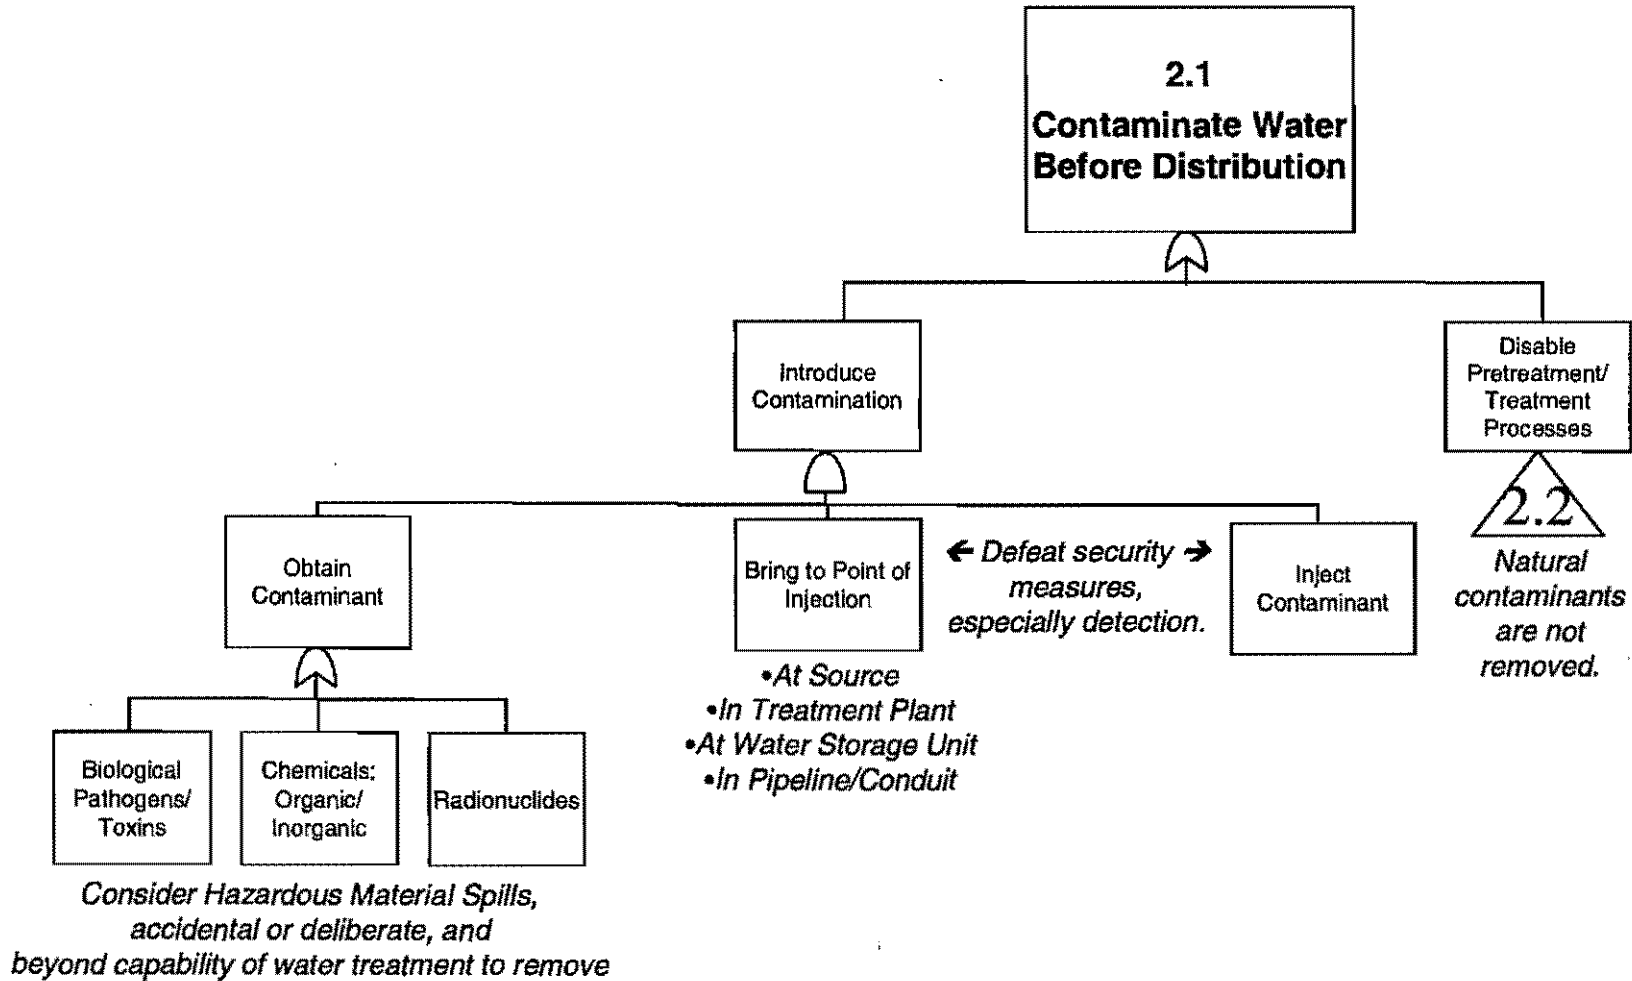 2.1
Contaminate Water
Before Distribution
Introduce
Contamination
Disable
Pretreatment/
Treatment
Processes
2.2
Natural
contaminants
are not
removed.
Obtain
Contaminant
Bring to Point of
Injection
← Defeat security →
measures,
especially detection.
Inject
Contaminant
•At Source
•In Treatment Plant
•At Water Storage Unit
•In Pipeline/Conduit
Biological
Pathogens/
Toxins
Chemicals:
Organic/
Inorganic
Radionuclides
Consider Hazardous Material Spills,
accidental or deliberate, and
beyond capability of water treatment to remove